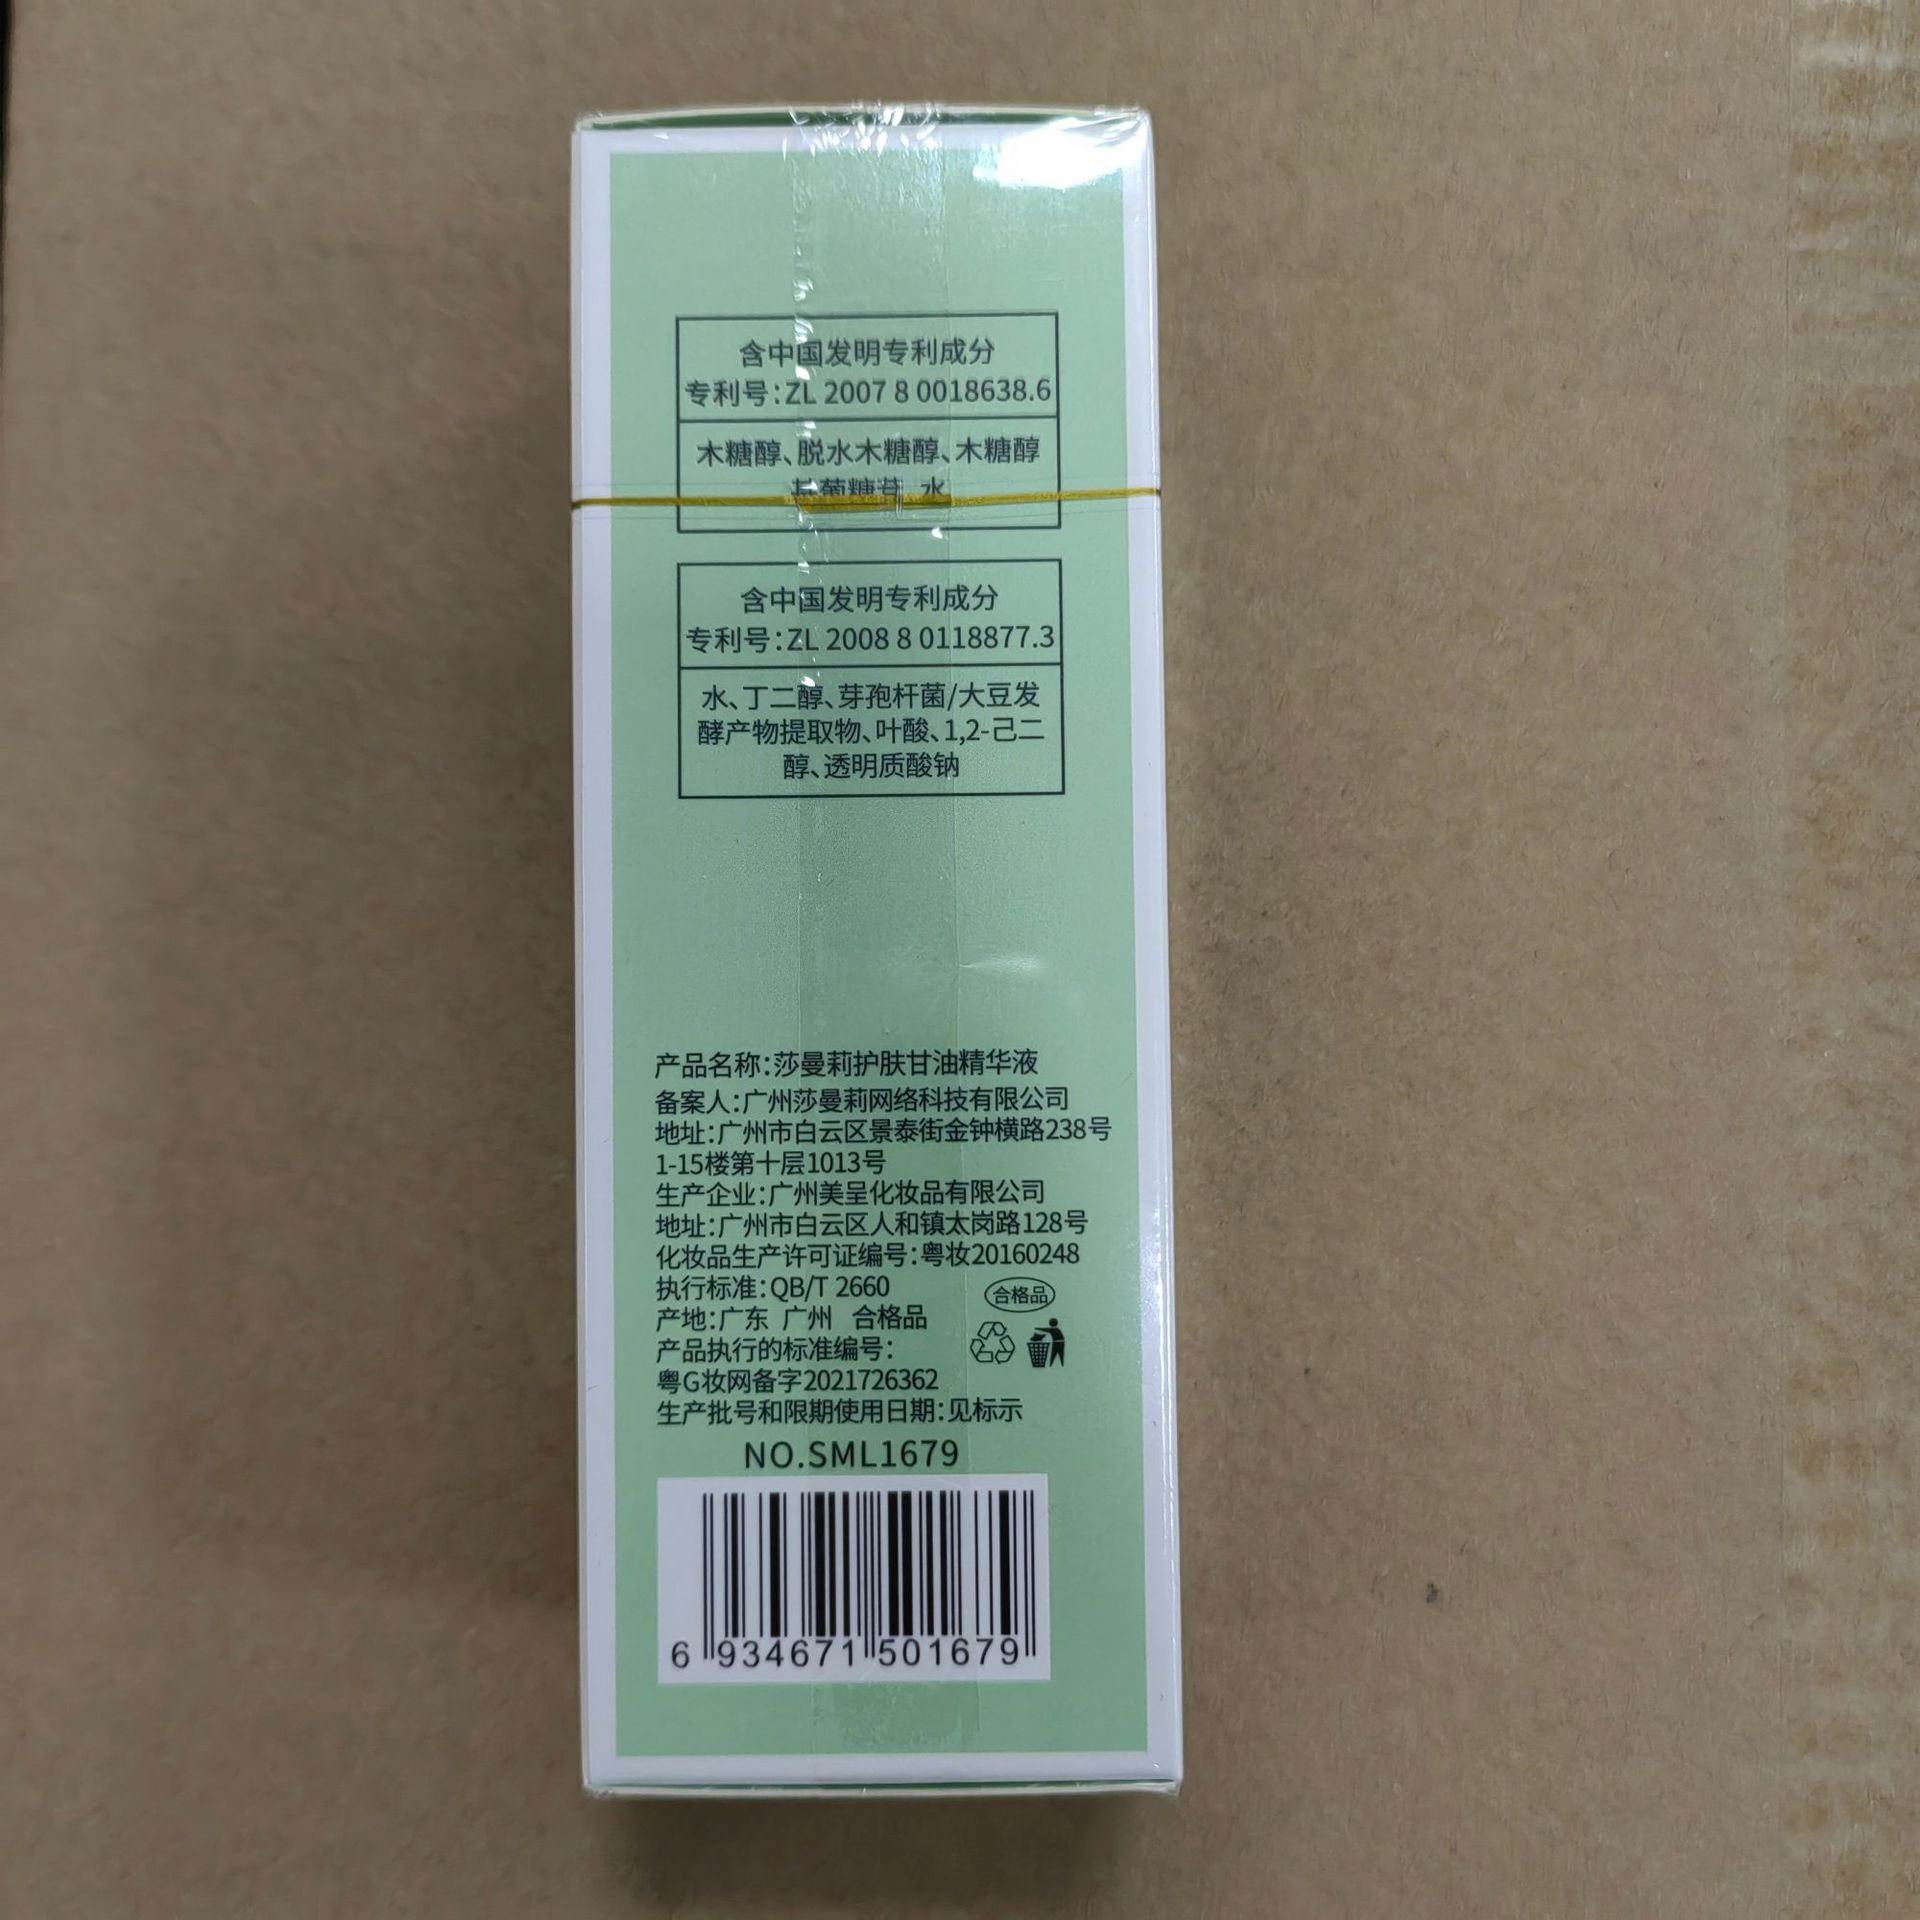 含中国发明专利成分
专利号:ZL 2007 8 0018638.6
木糖醇、脱水木糖醇、木糖醇
基葡糖苷、水
含中国发明专利成分
专利号:ZL 2008 8 0118877.3
水、丁二醇、芽孢杆菌/大豆发
酵产物提取物、叶酸、1,2-己二
醇、透明质酸钠
产品名称:莎曼莉护肤甘油精华液
备案人:广州莎曼莉网络科技有限公司
地址:广州市白云区景泰街金钟横路238号
1-15楼第十层1013号
生产企业:广州美呈化妆品有限公司
地址:广州市白云区人和镇太岗路128号
化妆品生产许可证编号:粤妆20160248
执行标准:QB/T 2660
合格品
产地:广东 广州 合格品
产品执行的标准编号:
粤G妆网备字2021726362
生产批号和限期使用日期:见标示
NO.SML1679
6 934671 501679